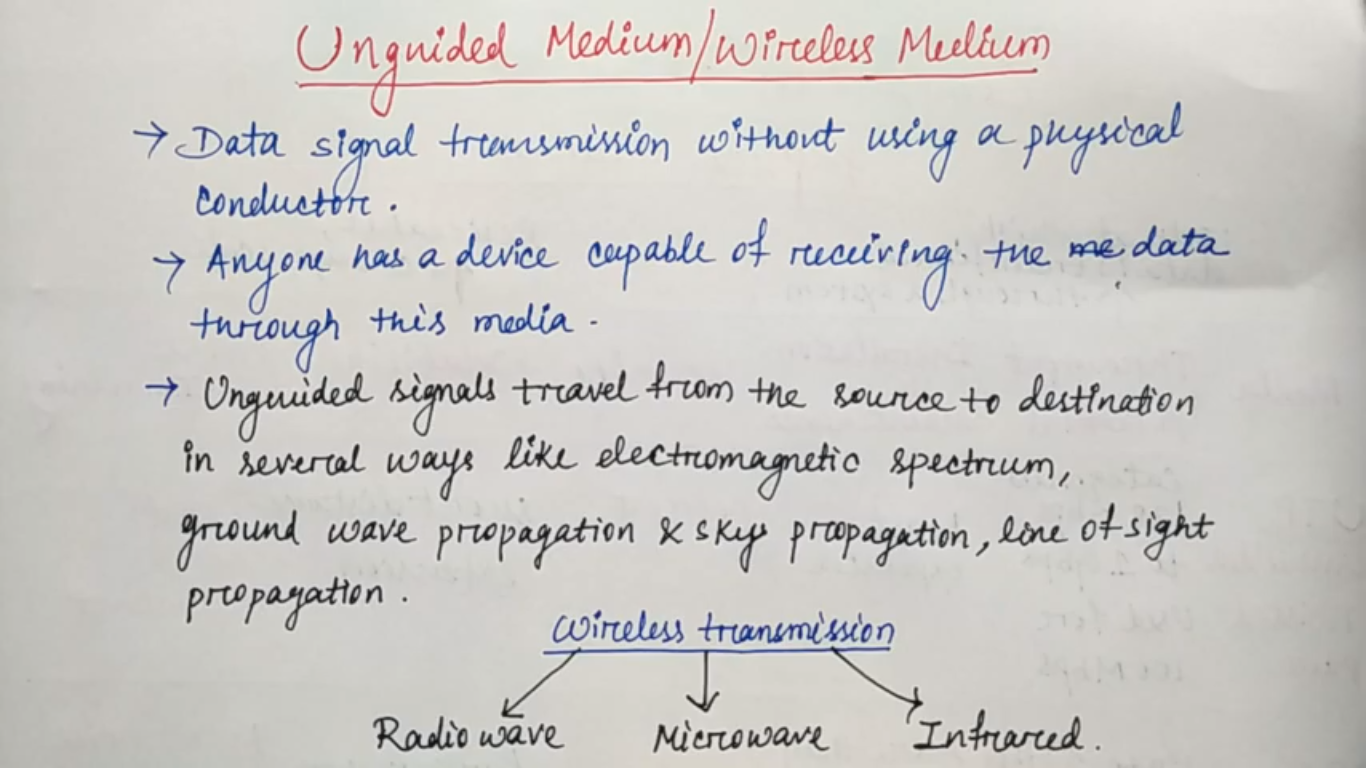 Unguided Medium/Wireless Medium
→ Data signal transmission without using a physical
conductor.
→ Anyone has a device capable of receiving the data
through this media.
→ Unguided signals travel from the source to destination
in several ways like electromagnetic spectrum,
ground wave propagation & sky propagation, line of sight
propagation.
Wireless transmission
Radio wave Microwave Infrared.